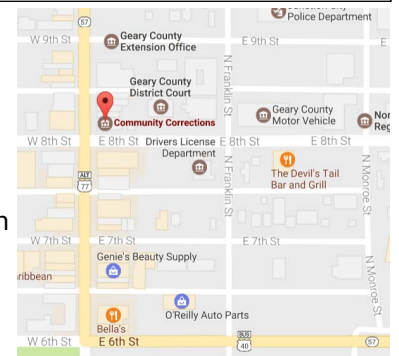 Police Department
57
W 9th St
Geary County
Extension Office
E 9th St
E
Geary County
District Court
N Franklin St
Geary County
Motor Vehicle
Community Corrections
W 8th St
E 8th St
Drivers License
Department
E 8th St
E 8th St
N Franklin St
The Devil's Tail
Bar and Grill
N Monroe St
ALT
77
W 7th St
E 7th St
E 7th St
Genie's Beauty Supply
N Monroe St
O'Reilly Auto Parts
Bella's
W 6th St
E 6th St
BUS
40
57